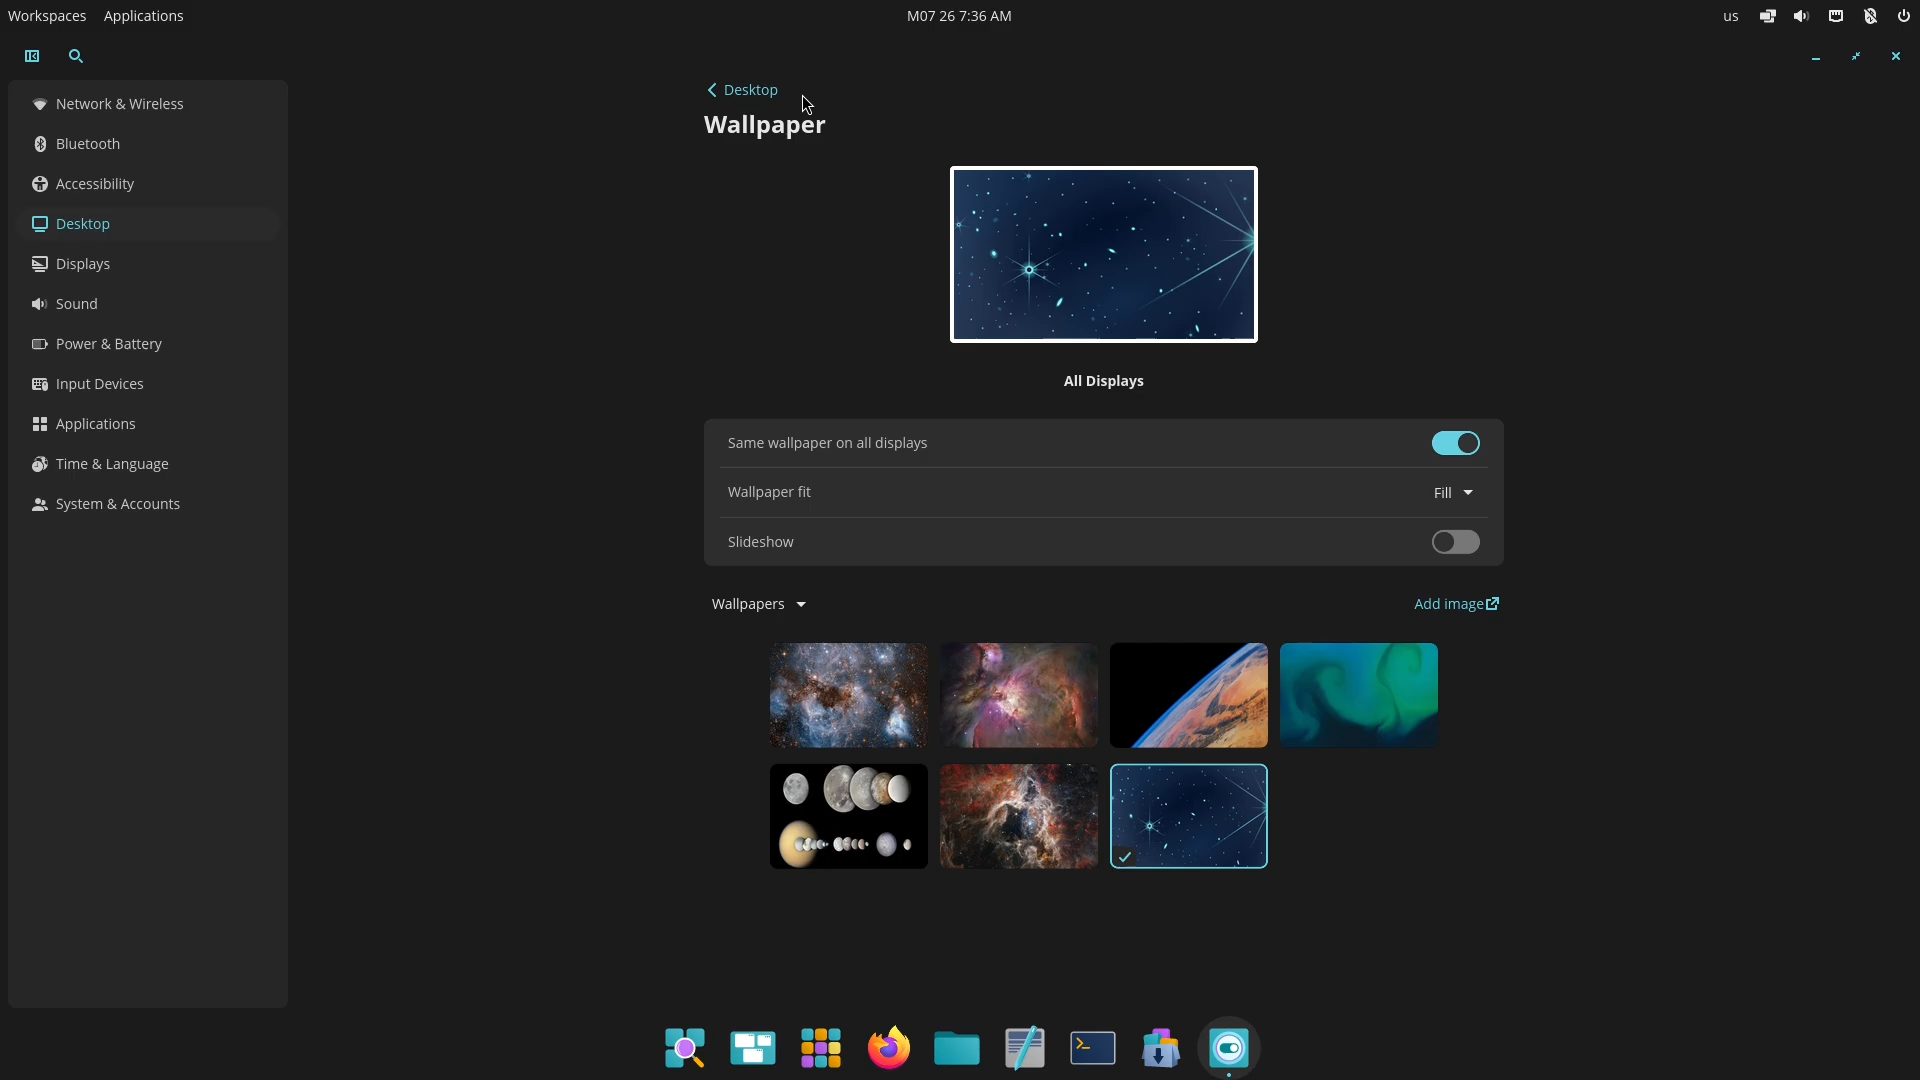 Workspaces Applications M07 26 7:36 AM us
Network & Wireless
Bluetooth
Accessibility
Desktop
Displays
Sound
Power & Battery
Input Devices
Applications
Time & Language
System & Accounts
Desktop
Wallpaper
All Displays
Same wallpaper on all displays
Wallpaper fit Fill
Slideshow
Wallpapers Add image